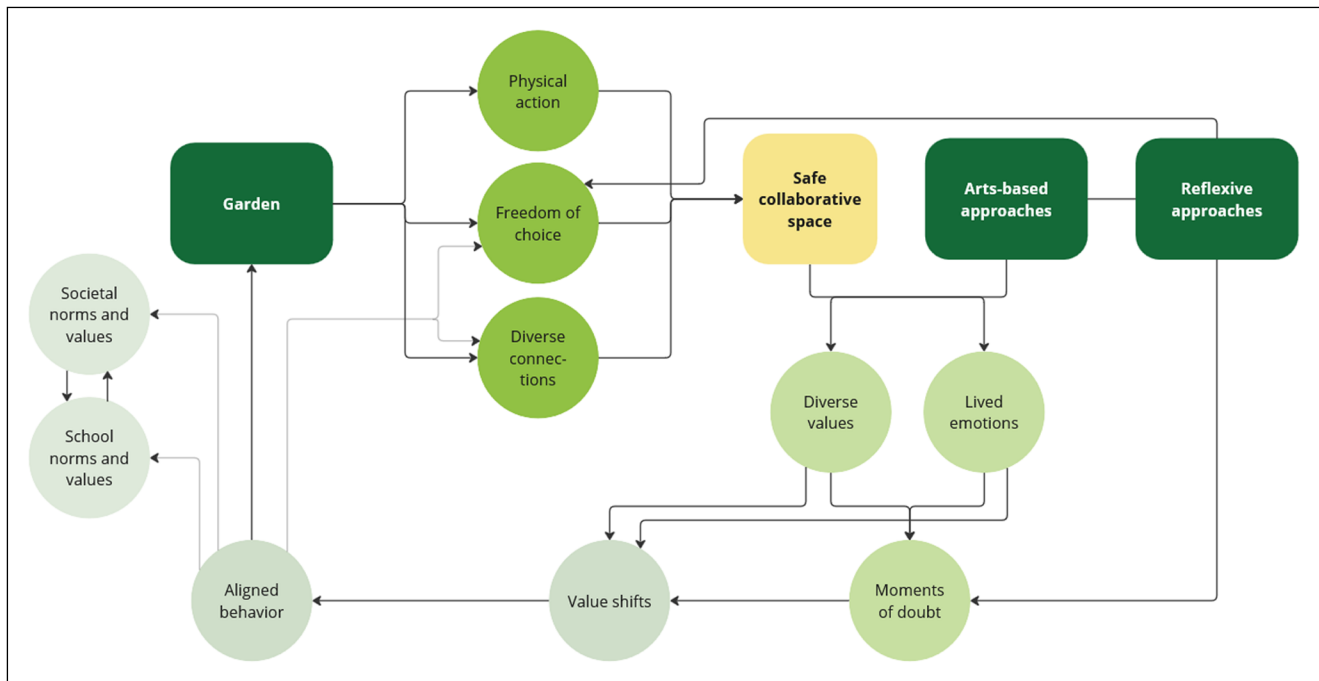 Physical
action
Garden
Freedom of
choice
Safe
collaborative
space
Arts-based
approaches
Reflexive
approaches
Societal
norms and
values
Diverse
connec-
tions
Diverse
values
Lived
emotions
School
norms and
values
Aligned
behavior
Value shifts
Moments
of doubt